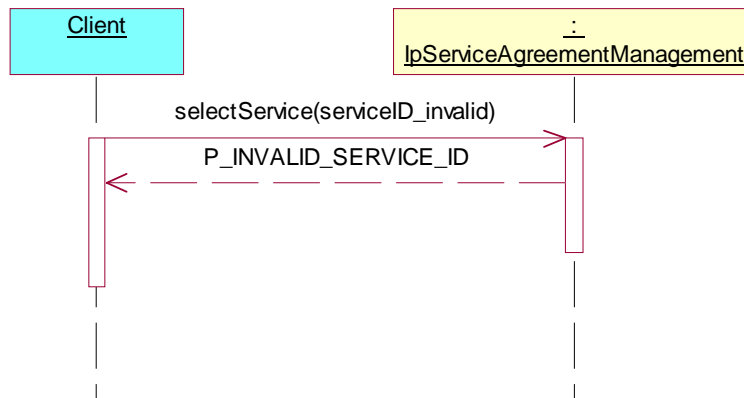 Client
:
IpServiceAgreementManagement
selectService(serviceID_invalid)
P_INVALID_SERVICE_ID